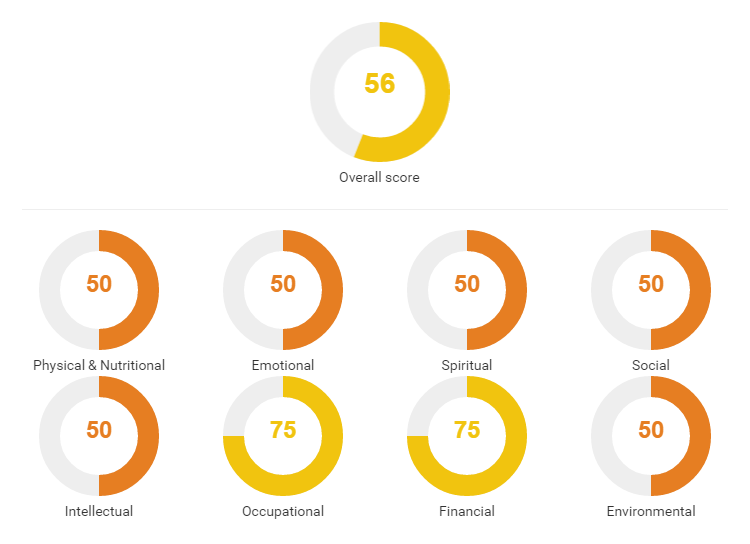 56
Overall score
50 50 50 50
Physical & Nutritional Emotional Spiritual Social
50 75 75 50
Intellectual Occupational Financial Environmental